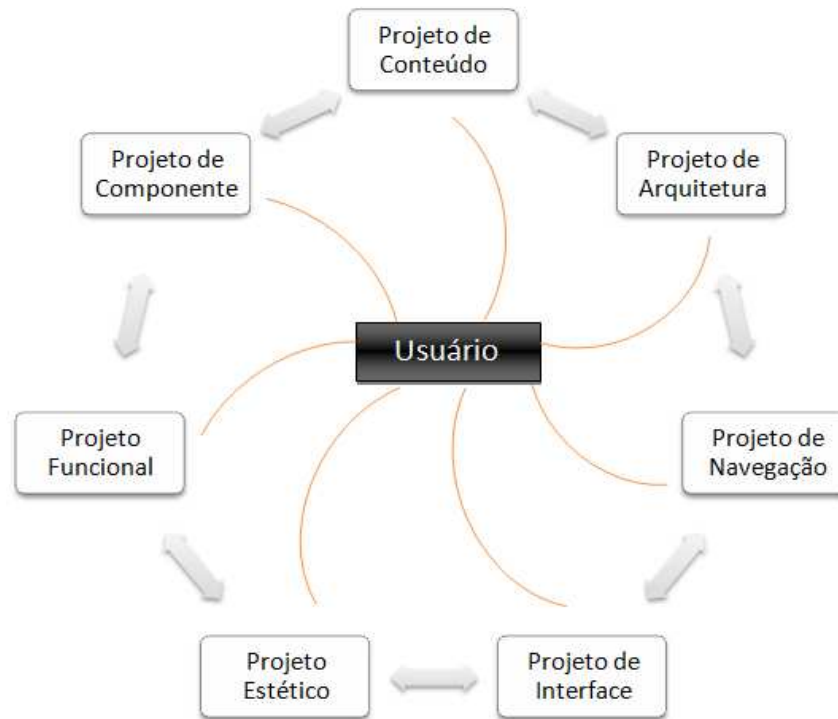 Projeto de
Conteúdo
Projeto de
Componente
Projeto de
Arquitetura
Usuário
Projeto
Funcional
Projeto de
Navegação
Projeto
Estético
Projeto de
Interface